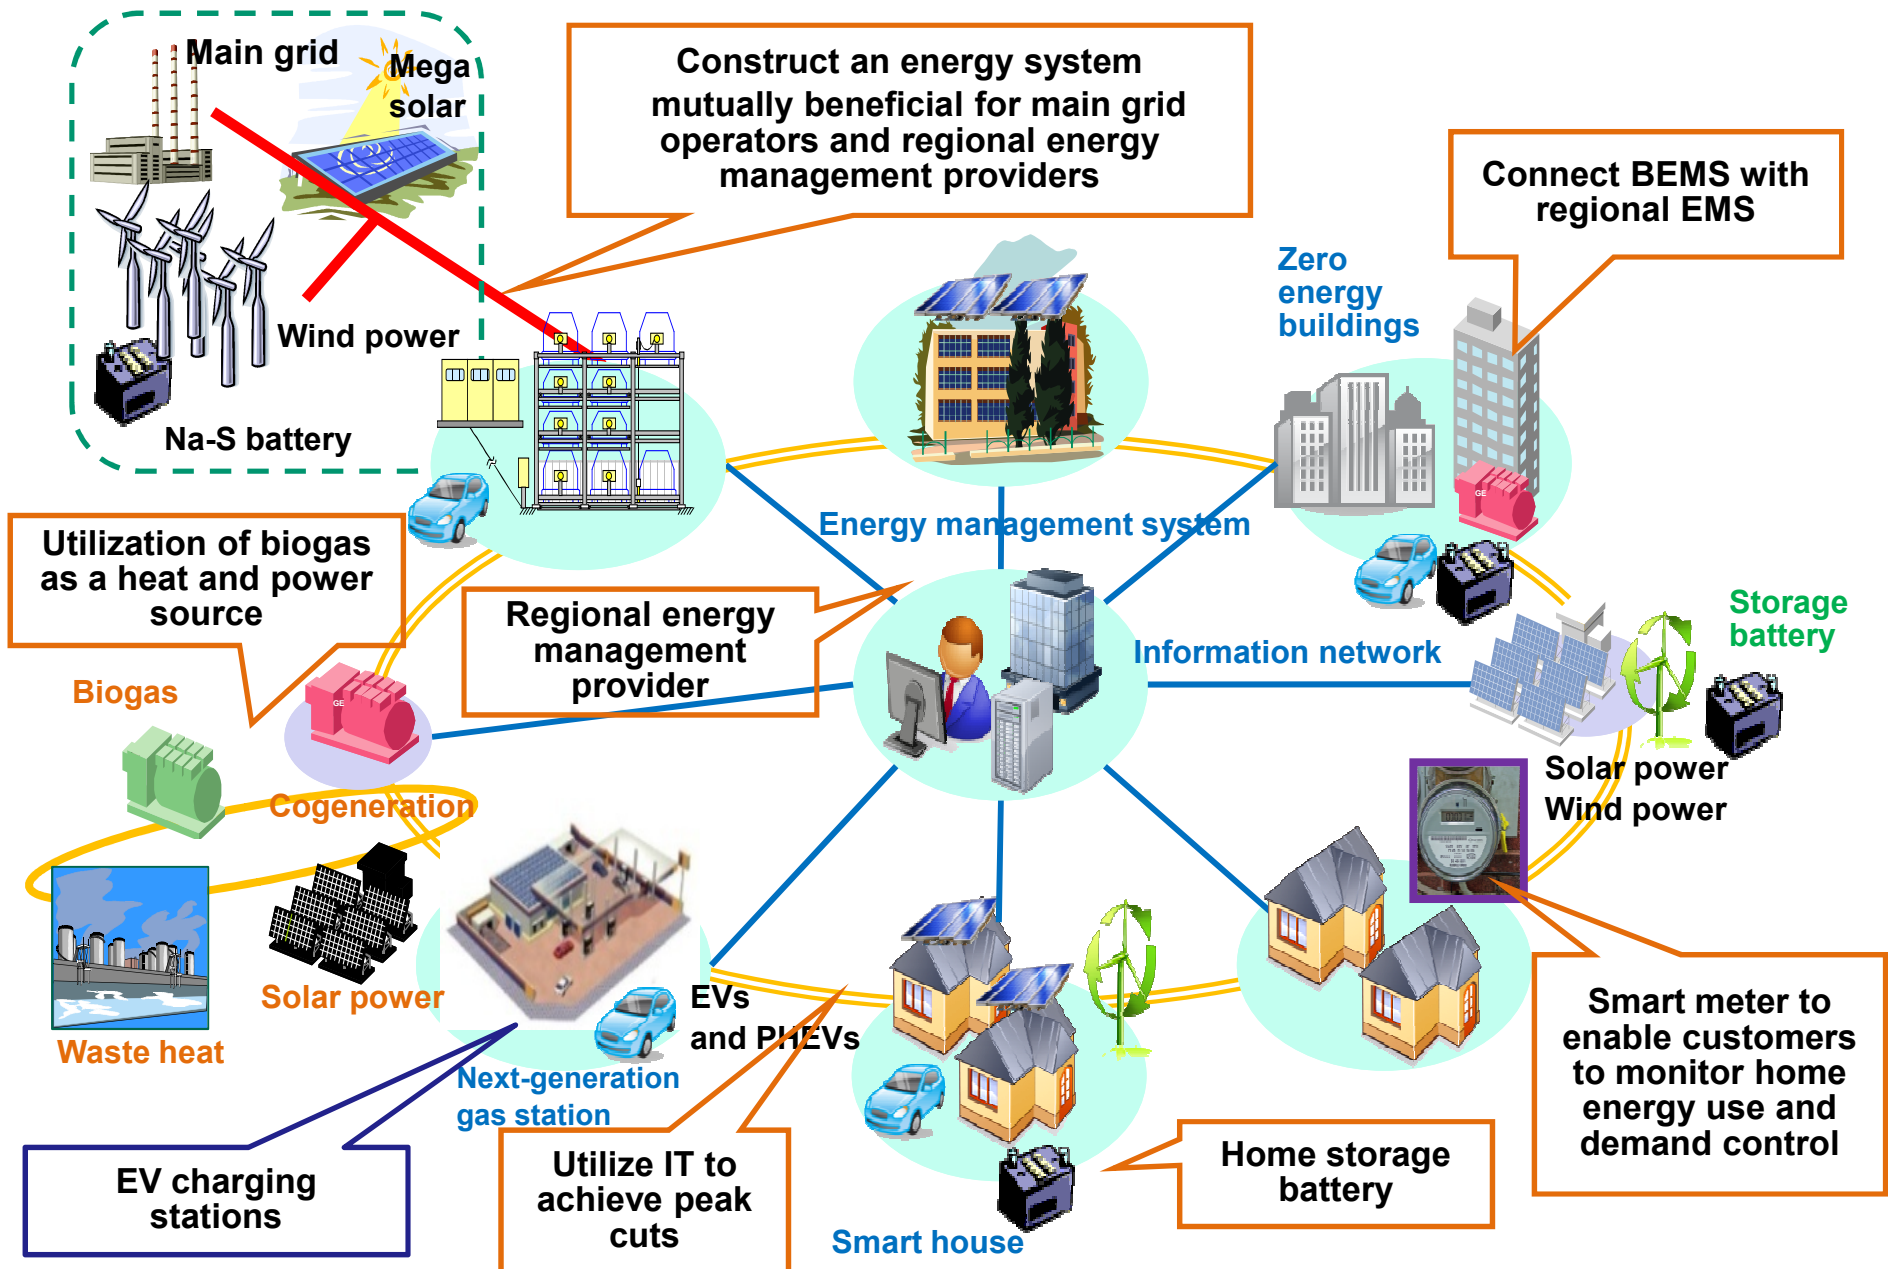 Main grid
Mega
solar
Wind power
Na-S battery
Construct an energy system
mutually beneficial for main grid
operators and regional energy
management providers
Connect BEMS with
regional EMS
Zero
energy
buildings
GE
Energy management system
Utilization of biogas
as a heat and power
source
Regional energy
management
provider
Information network
Storage
battery
Biogas
GE
Cogeneration
Solar power
Wind power
Solar power
Waste heat
EVs
and PHEVs
Next-generation
gas station
EV charging
stations
Utilize IT to
achieve peak
cuts
Smart house
Home storage
battery
Smart meter to
enable customers
to monitor home
energy use and
demand control